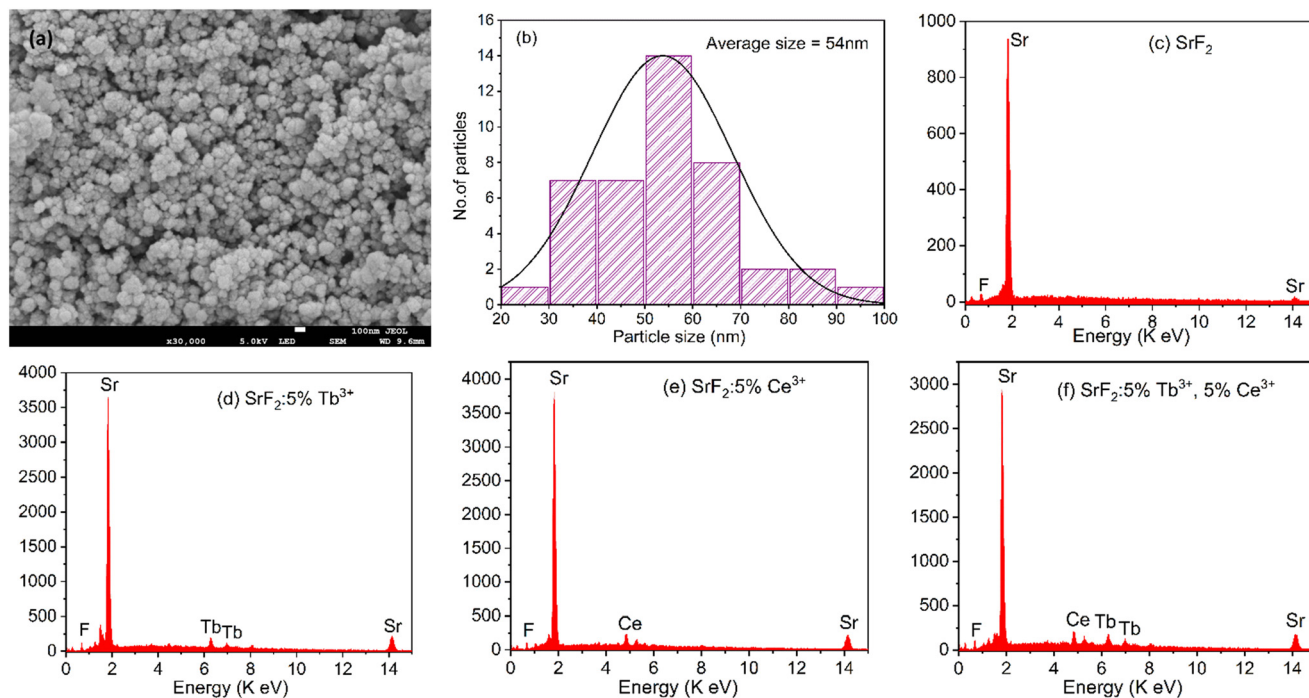 (a)
100nm JEOL
x30,000 5.0kV LED SEM WD 9.6mm
(b)
Average size = 54nm
16
14
12
10
8
6
4
2
0
No.of particles
20 30 40 50 60 70 80 90 100
Particle size (nm)
(c) SrF₂
1000
800
600
400
200
0
Sr
F
Sr
0 2 4 6 8 10 12 14
Energy (K eV)
(d) SrF₂:5% Tb³⁺
4000
3500
3000
2500
2000
1500
1000
500
0
Sr
F
Tb
Tb
Sr
0 2 4 6 8 10 12 14
Energy (K eV)
(e) SrF₂:5% Ce³⁺
4000
3500
3000
2500
2000
1500
1000
500
0
Sr
F
Ce
Sr
0 2 4 6 8 10 12 14
Energy (K eV)
(f) SrF₂:5% Tb³⁺, 5% Ce³⁺
3000
2500
2000
1500
1000
500
0
Sr
F
Ce
Tb
Tb
Sr
0 2 4 6 8 10 12 14
Energy (K eV)